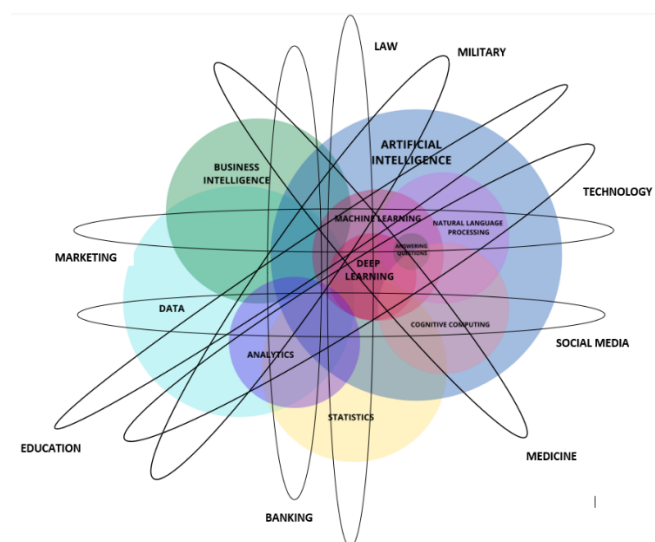 LAW
MILITARY
ARTIFICIAL
INTELLIGENCE
BUSINESS
INTELLIGENCE
TECHNOLOGY
MACHINE LEARNING
NATURAL LANGUAGE
PROCESSING
ANSWERING
QUESTIONS
MARKETING
DEEP
LEARNING
DATA
COGNITIVE COMPUTING
SOCIAL MEDIA
ANALYTICS
STATISTICS
EDUCATION
MEDICINE
BANKING